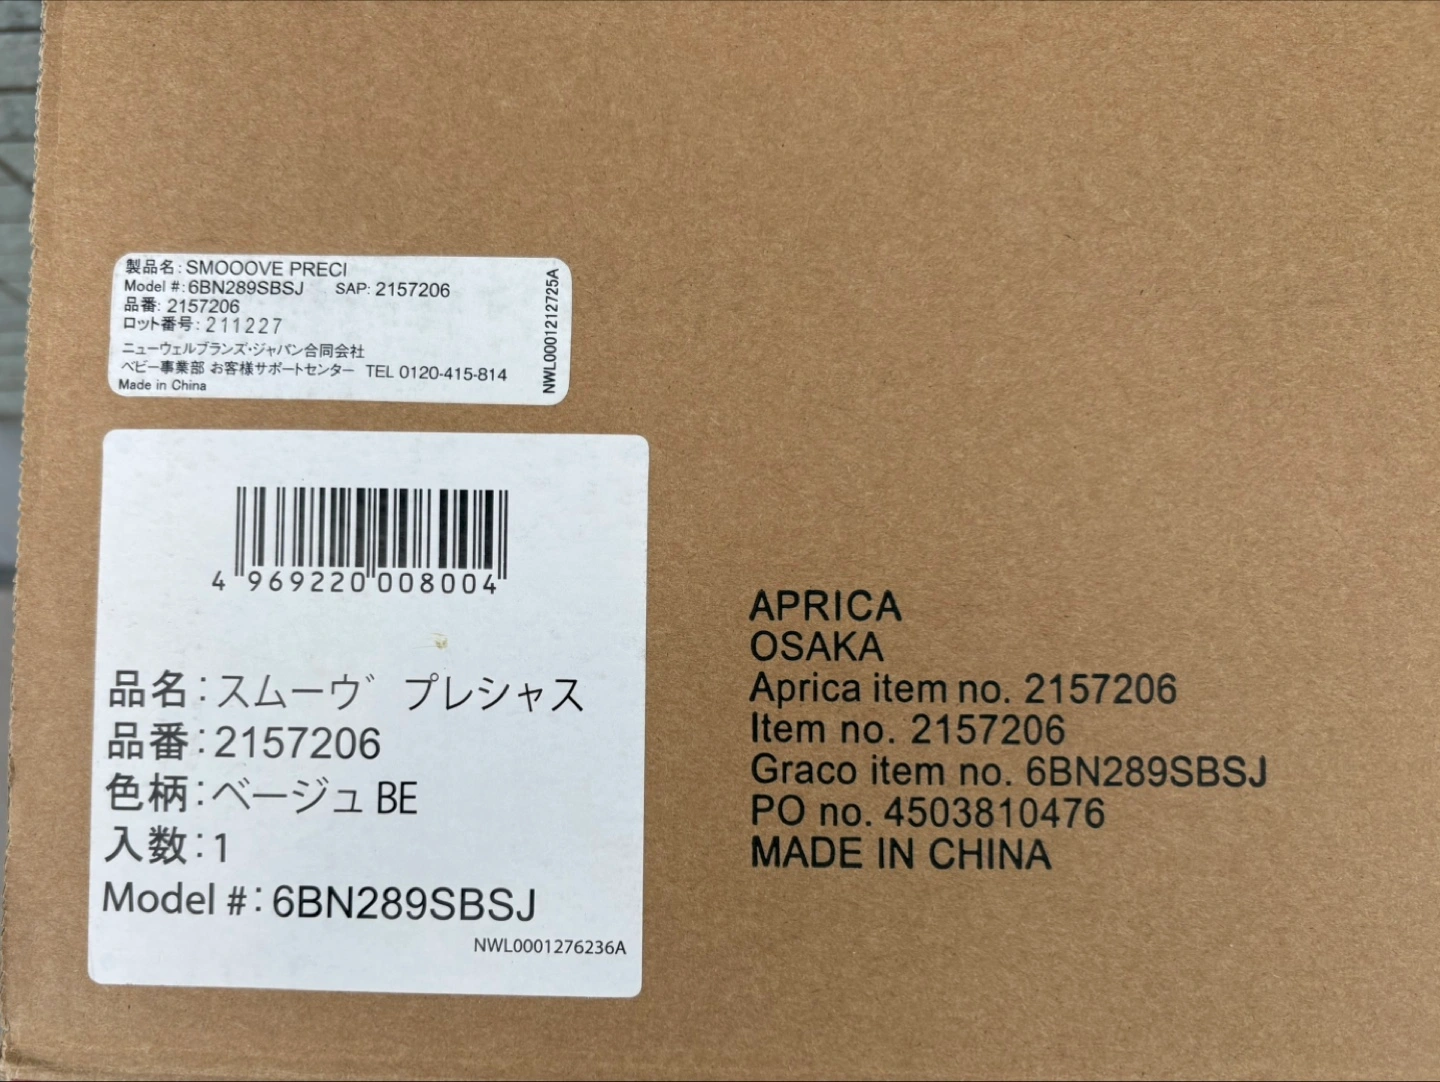 製品名: SMOOOVE PRECI
Model #: 6BN289SBSJ SAP: 2157206
品番: 2157206
ロット番号: 211227
ニューウェルブランズ・ジャパン合同会社
ベビー事業部 お客様サポートセンター TEL 0120-415-814
Made in China
NWL0001212725A
4 969220 008004
品名:スムーヴ プレシャス
品番:2157206
色柄:ベージュ BE
入数:1
Model #: 6BN289SBSJ
NWL0001276236A
APRICA
OSAKA
Aprica item no. 2157206
Item no. 2157206
Graco item no. 6BN289SBSJ
PO no. 4503810476
MADE IN CHINA